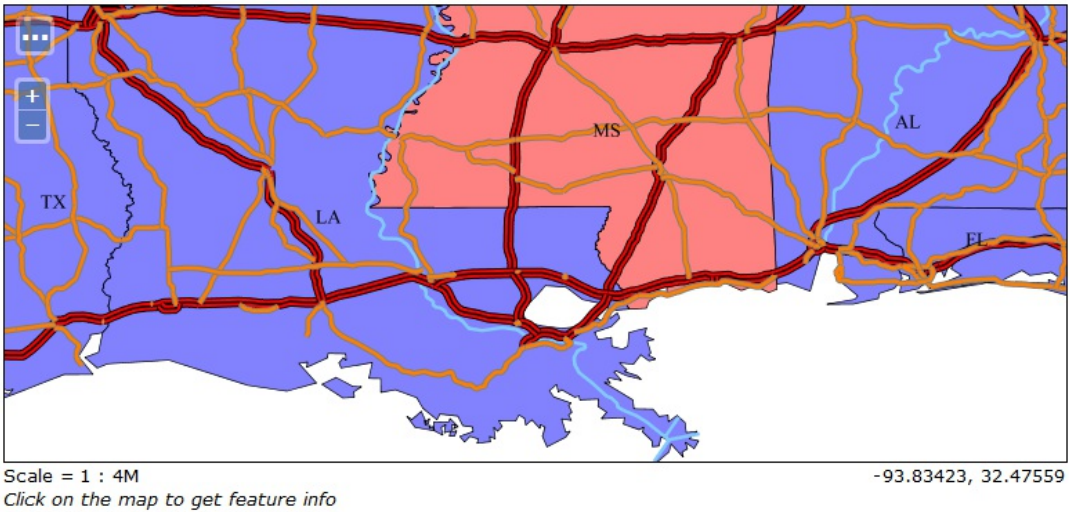 ...
+
−
MS
AL
TX
LA
FL
Scale = 1 : 4M
-93.83423, 32.47559
Click on the map to get feature info